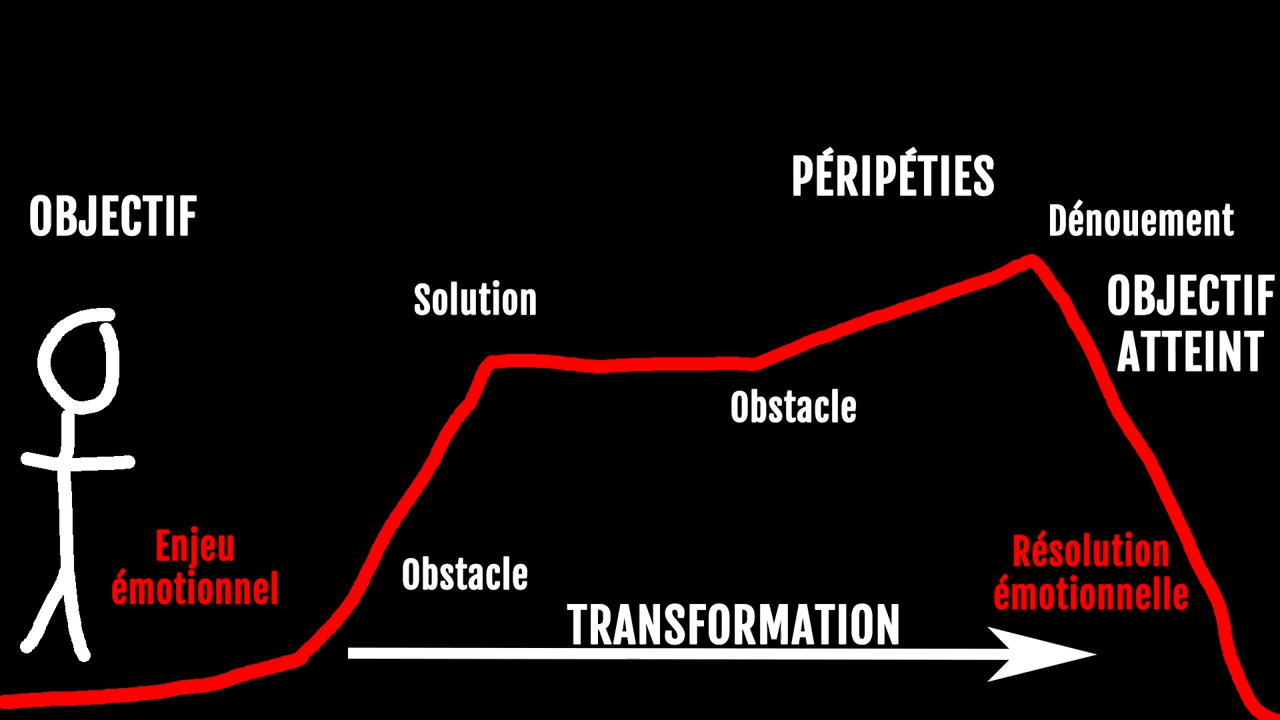 OBJECTIF
Enjeu
émotionnel
Solution
Obstacle
TRANSFORMATION
Obstacle
PÉRIPÉTIES
Dénouement
OBJECTIF
ATTEINT
Résolution
émotionnelle